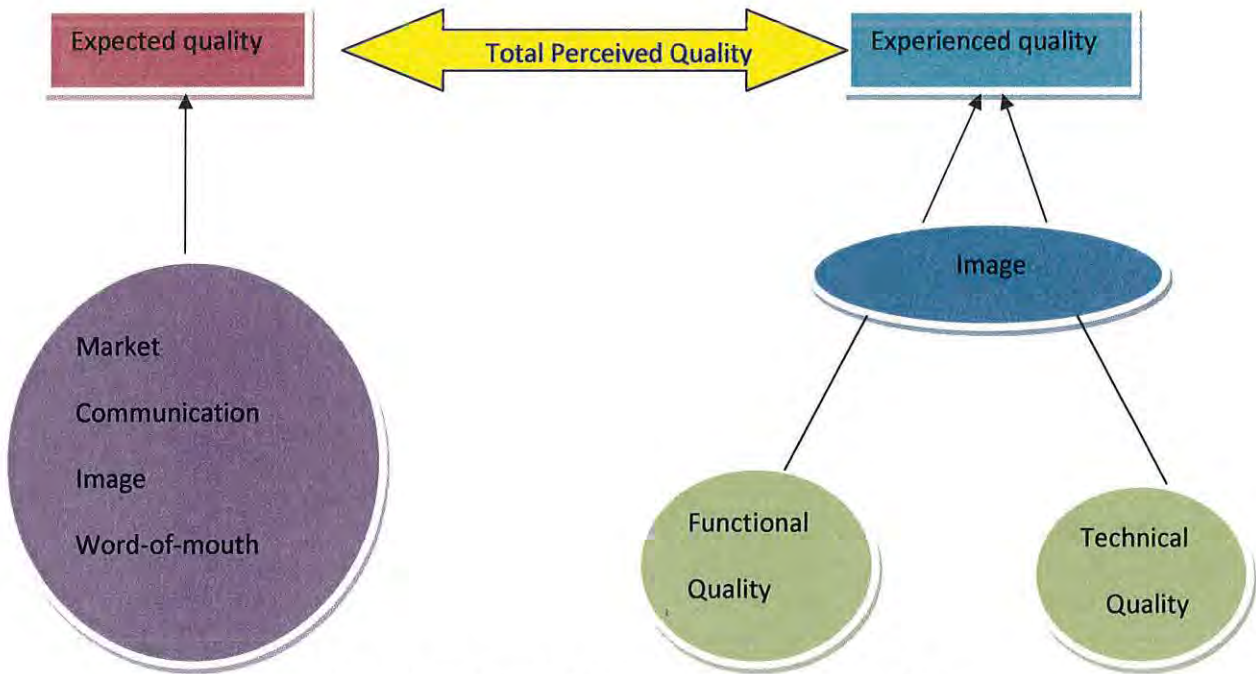 Expected quality
Total Perceived Quality
Experienced quality
Image
Market
Communication
Image
Word-of-mouth
Functional
Quality
Technical
Quality